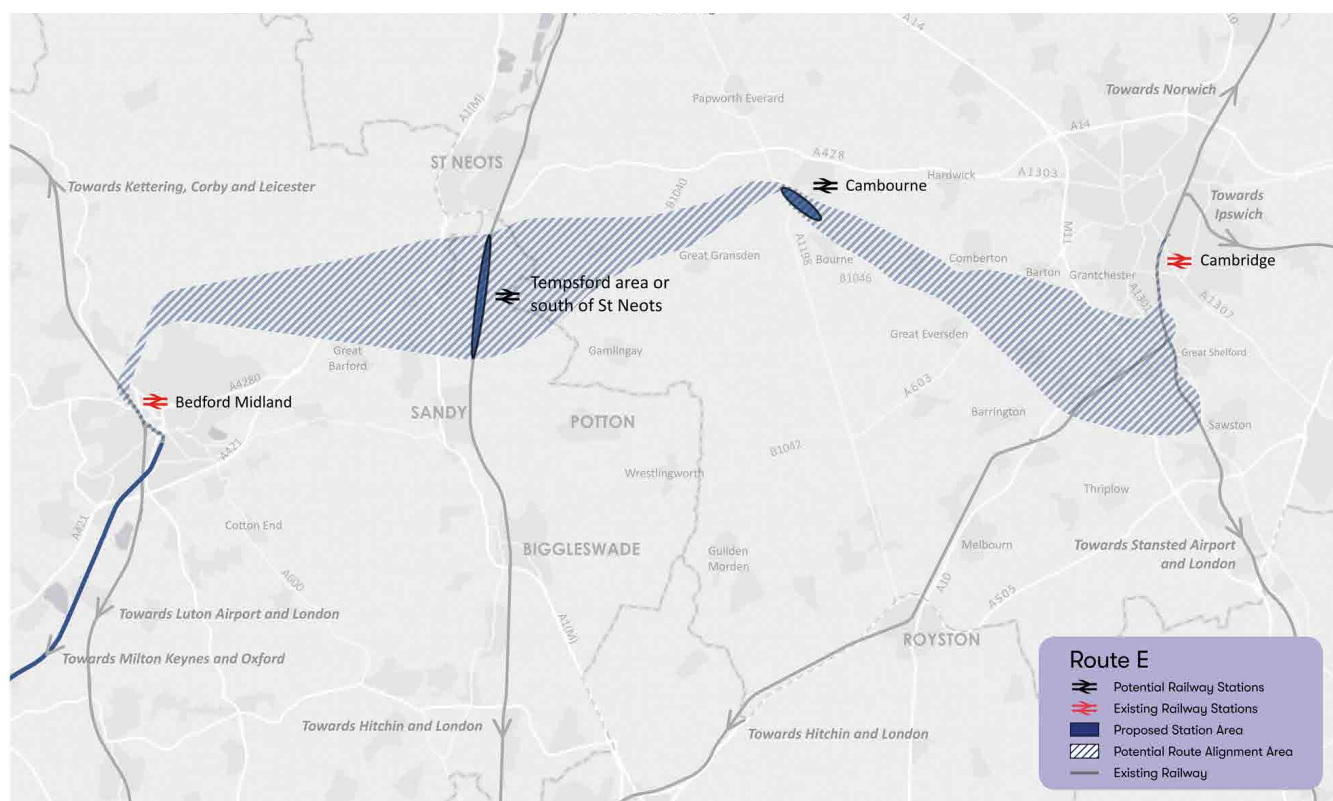 A14
A10
Towards Norwich
Papworth Everard
A1(M)
A14
ST NEOTS
A428
Cambourne
Hardwick
A1303
Towards Kettering, Corby and Leicester
B1040
Towards
Ipswich
M11
A1198
Great Gransden
Bourne
B1046
Comberton
Barton
Grantchester
Cambridge
Tempsford area or
south of St Neots
A1307
Great Eversden
Great
Barford
Gamlingay
Great Shelford
A4280
Bedford Midland
A603
SANDY
POTTON
Barrington
Sawston
A421
B1042
Wrestlingworth
Thriplow
A421
Cotton End
BIGGLESWADE
Guilden
Morden
Melbourn
Towards Stansted Airport
and London
A600
A10
A505
Towards Luton Airport and London
A1(M)
ROYSTON
Towards Milton Keynes and Oxford
Towards Hitchin and London
Towards Hitchin and London
Route E
Potential Railway Stations
Existing Railway Stations
Proposed Station Area
Potential Route Alignment Area
Existing Railway